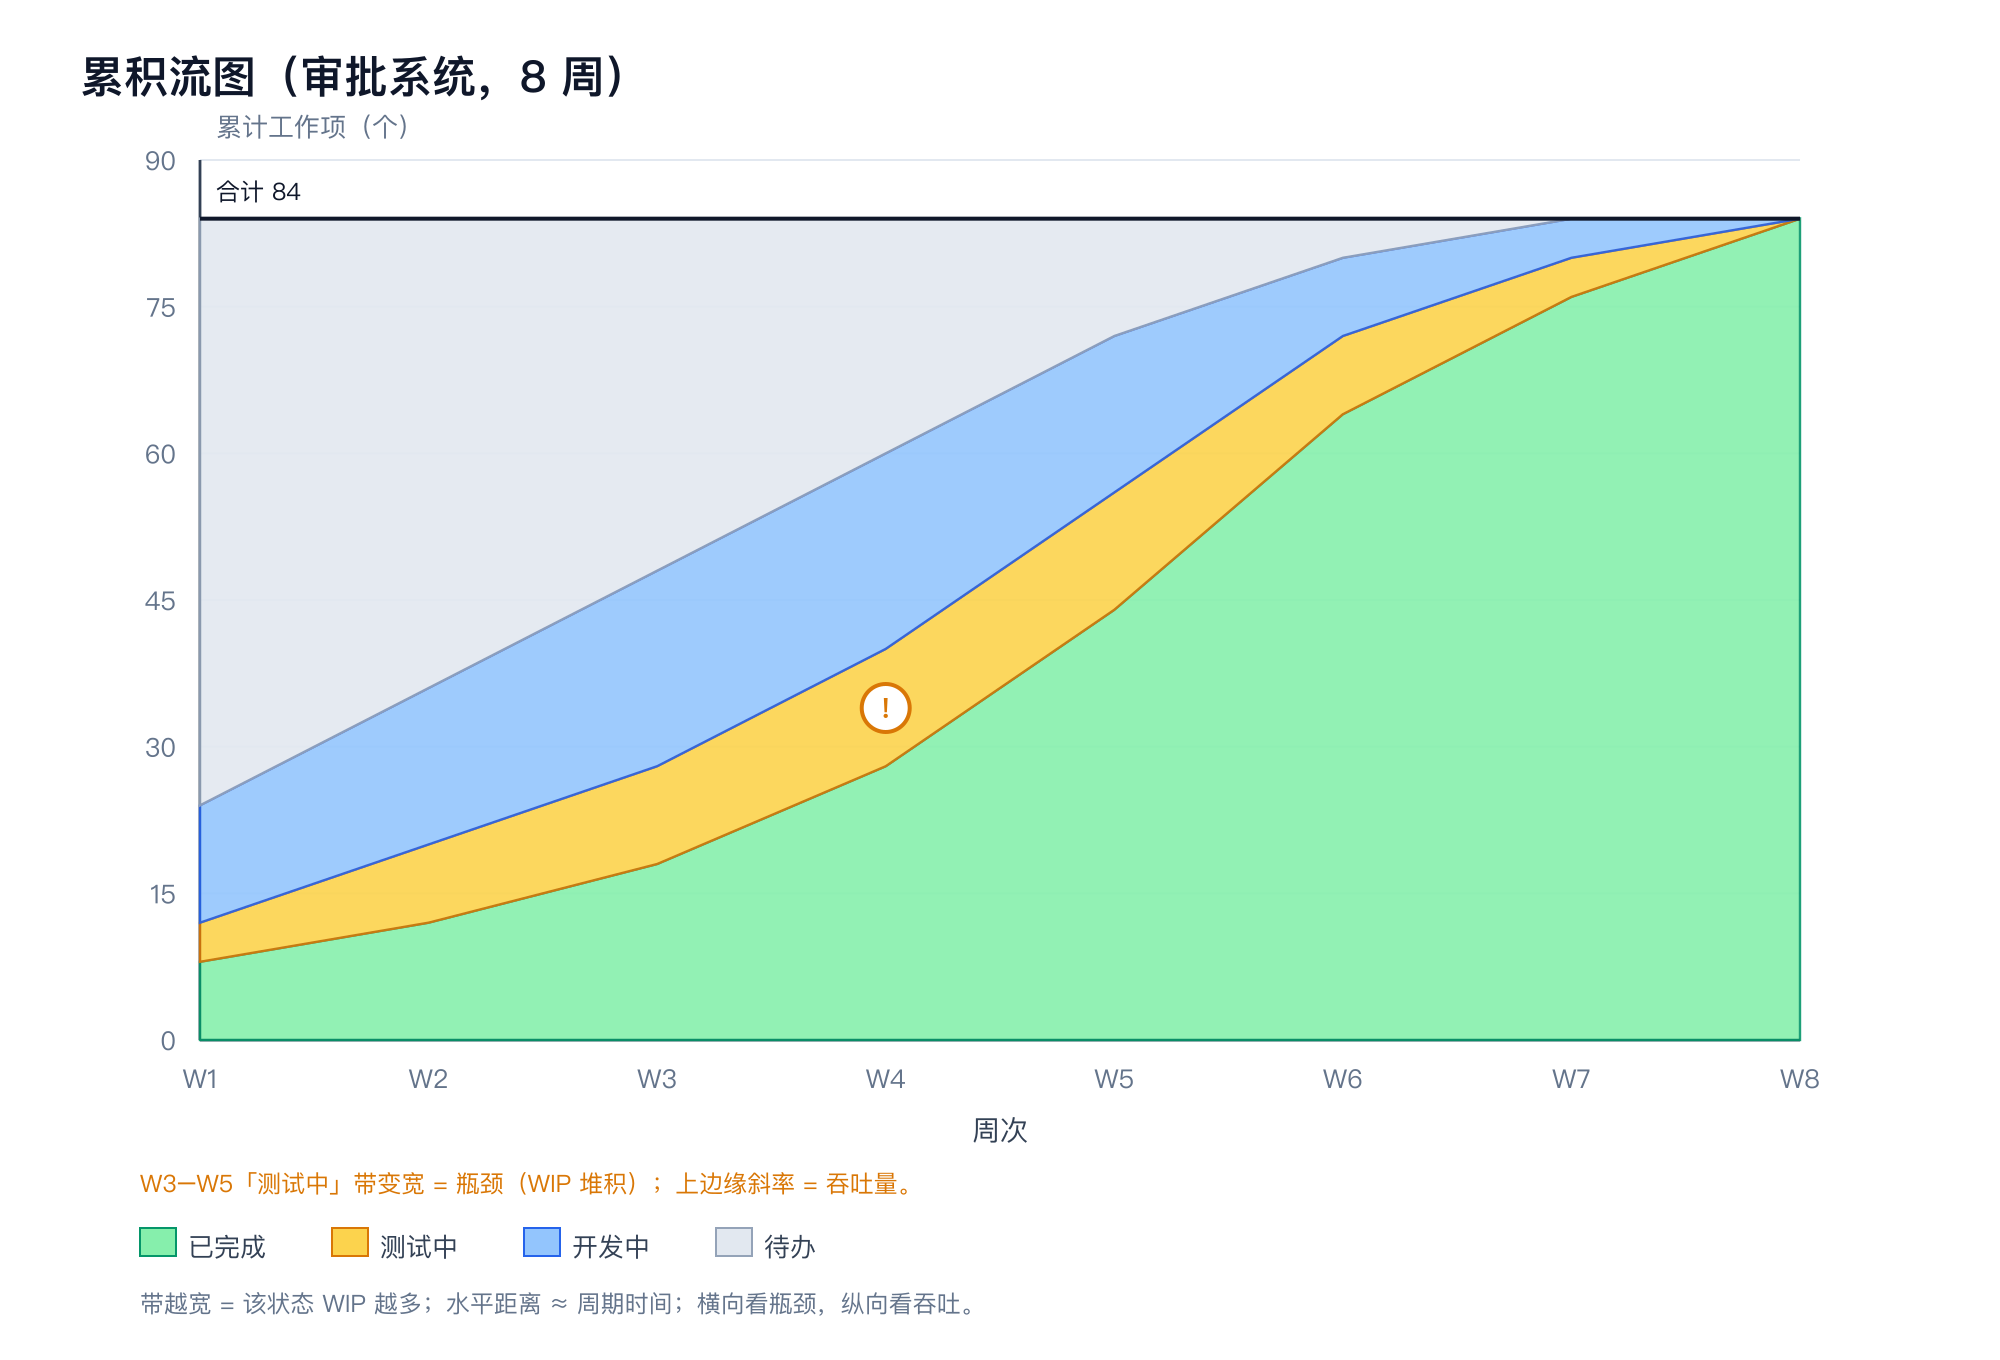 累积流图（审批系统，8 周）
累计工作项（个）
90
合计 84
75
60
45
!
30
15
0
W1 W2 W3 W4 W5 W6 W7 W8
周次
W3—W5「测试中」带变宽 = 瓶颈（WIP 堆积）；上边缘斜率 = 吞吐量。
已完成 测试中 开发中 待办
带越宽 = 该状态 WIP 越多；水平距离 ≈ 周期时间；横向看瓶颈，纵向看吞吐。